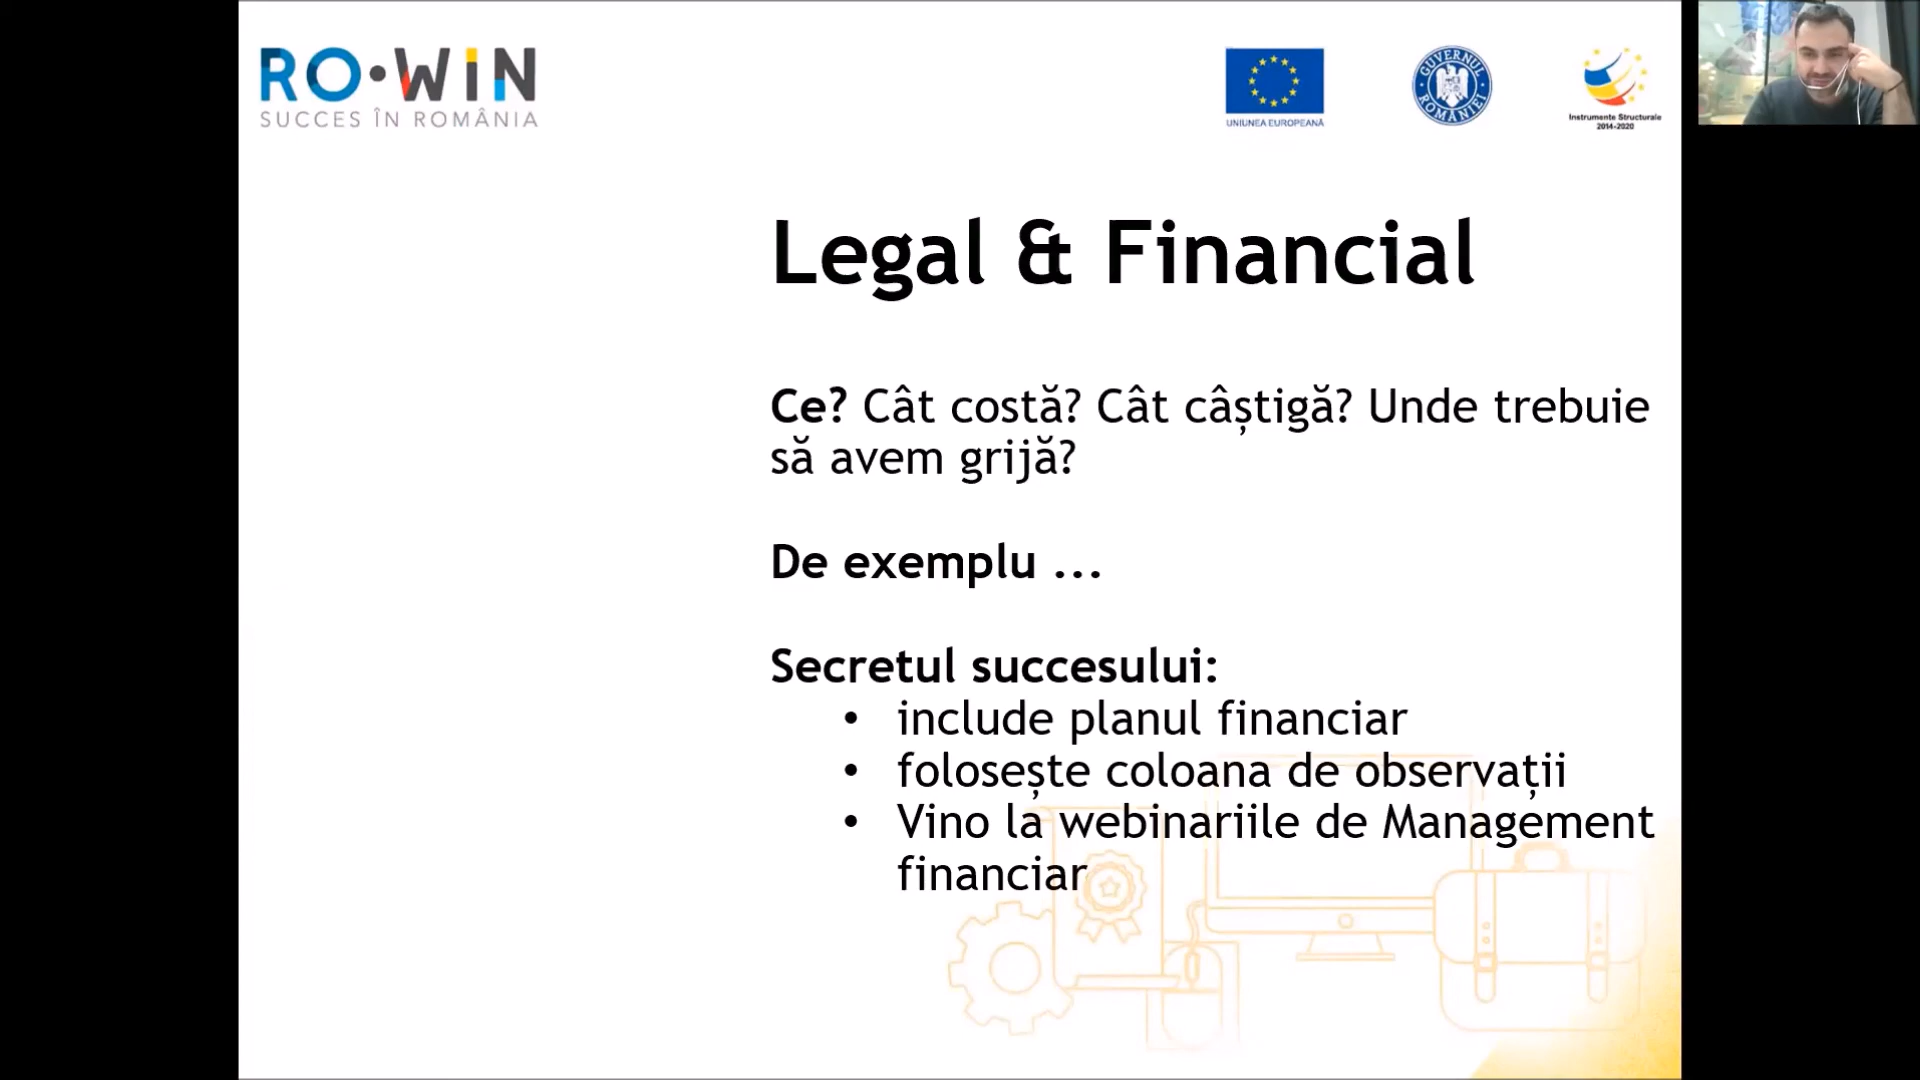 RO•WIN
SUCCES ÎN ROMÂNIA
UNIUNEA EUROPEANĂ
GUVERNUL ROMÂNIEI
Instrumente Structurale
2014-2020
Legal & Financial
Ce? Cât costă? Cât câștigă? Unde trebuie
să avem grijă?
De exemplu ...
Secretul succesului:
• include planul financiar
• folosește coloana de observații
• Vino la webinariile de Management
financiar